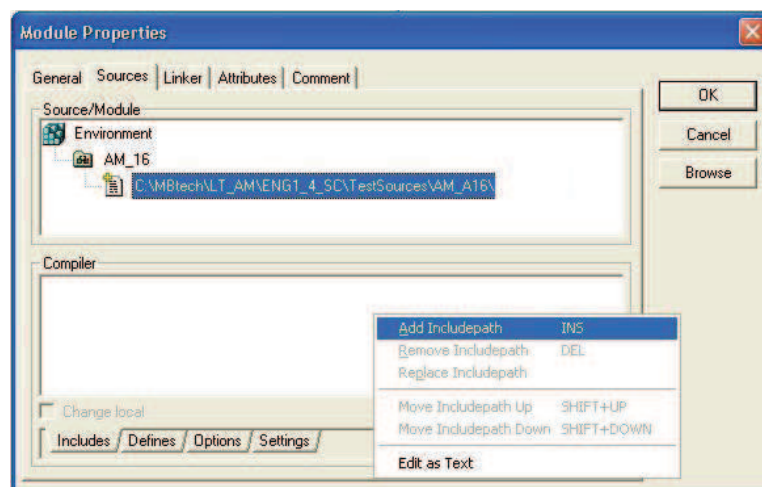 Module Properties
General Sources Linker Attributes Comment
OK
Cancel
Browse
Source/Module
Environment
AM_16
C:\MBtech\LT_AM\ENG1_4_SC\TestSources\AM_A16\
Compiler
Add Includepath INS
Remove Includepath DEL
Replace Includepath
Move Includepath Up SHIFT+UP
Move Includepath Down SHIFT+DOWN
Edit as Text
Change local
Includes Defines Options Settings